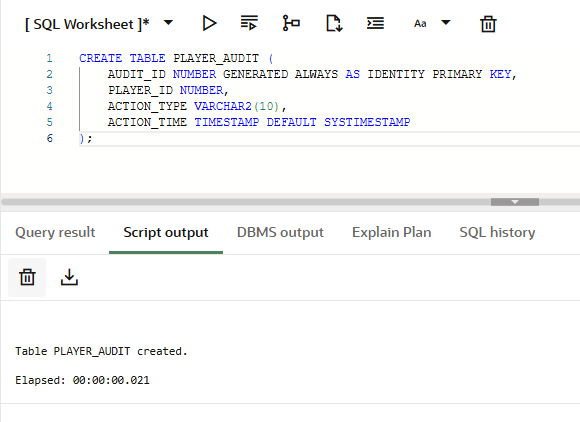 [ SQL Worksheet ]*
Aa
1 CREATE TABLE PLAYER_AUDIT (
2 AUDIT_ID NUMBER GENERATED ALWAYS AS IDENTITY PRIMARY KEY,
3 PLAYER_ID NUMBER,
4 ACTION_TYPE VARCHAR2(10),
5 ACTION_TIME TIMESTAMP DEFAULT SYSTIMESTAMP
6 );
Query result Script output DBMS output Explain Plan SQL history
Table PLAYER_AUDIT created.
Elapsed: 00:00:00.021